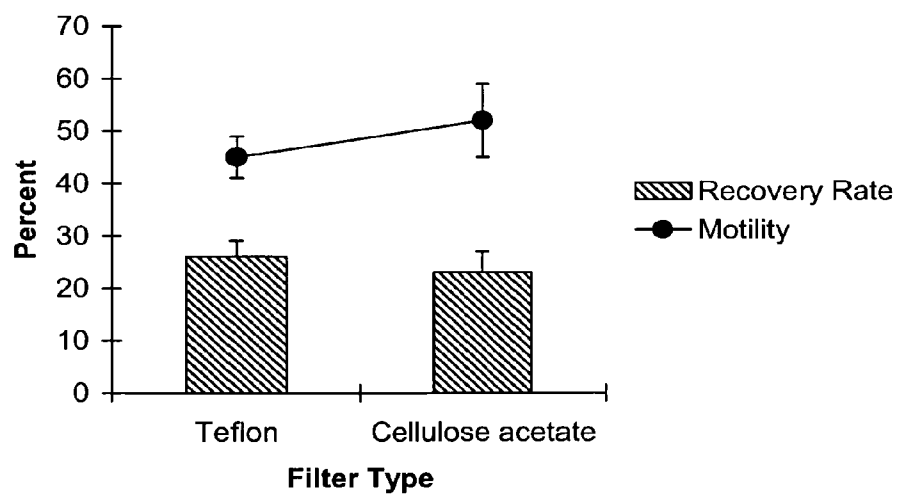 70
60
50
40
30
20
10
0
Percent
Teflon
Cellulose acetate
Filter Type
Recovery Rate
Motility